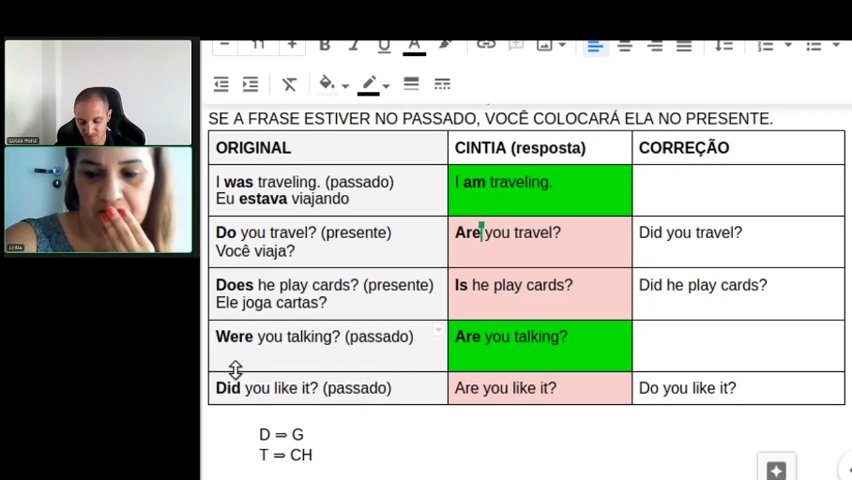 11
B I U A
SE A FRASE ESTIVER NO PASSADO, VOCÊ COLOCARÁ ELA NO PRESENTE.
ORIGINAL CINTIA (resposta) CORREÇÃO
I was traveling. (passado) I am traveling.
Eu estava viajando
Do you travel? (presente) Are you travel? Did you travel?
Você viaja?
Does he play cards? (presente) Is he play cards? Did he play cards?
Ele joga cartas?
Were you talking? (passado) Are you talking?
Did you like it? (passado) Are you like it? Do you like it?
D ⇒ G
T ⇒ CH
cintia